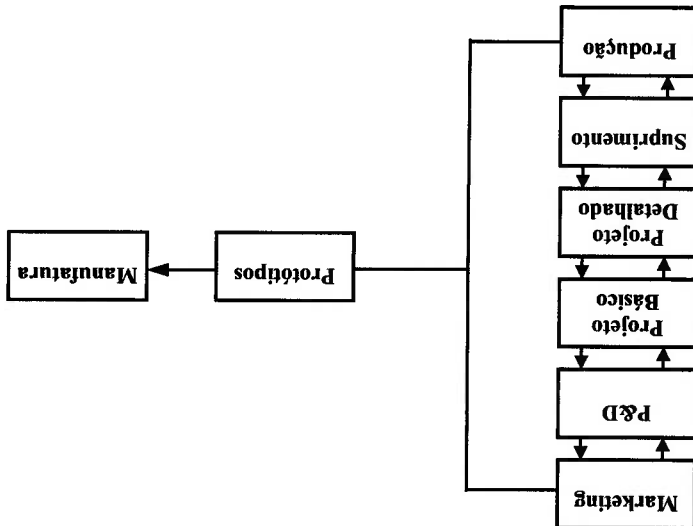 Marketing
P&D
Projeto
Básico
Projeto
Detalhado
Suprimento
Produção
Protótipos
Manufatura